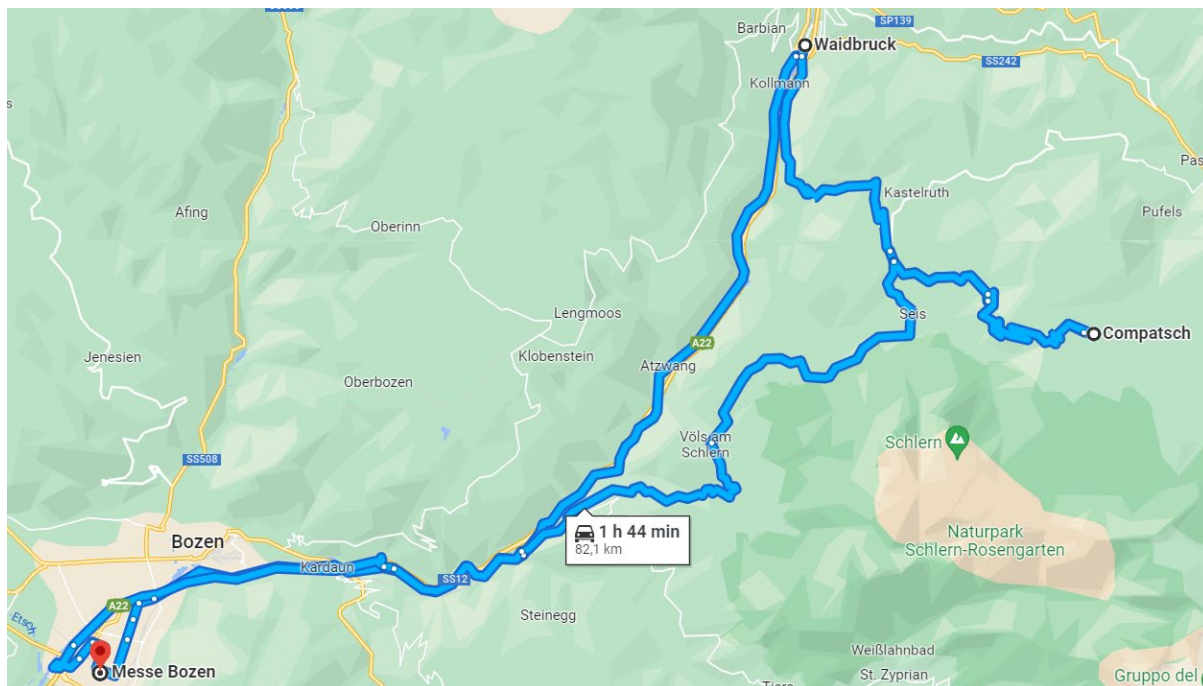 SP139
Barbian
Waidbruck
SS242
Kollmann
Pas
Kastelruth
Afing
Pufels
Oberinn
Lengmoos
Seis
A22
Compatsch
Jenesien
Klobenstein
Atzwang
Oberbozen
Völs am
Schlern
Schlern
SS508
1 h 44 min
82,1 km
Bozen
Naturpark
Schlern-Rosengarten
Kardaun
SS12
A22
Steinegg
Etsch
Weißlahnbad
Messe Bozen
St. Zyprian
Gruppo del